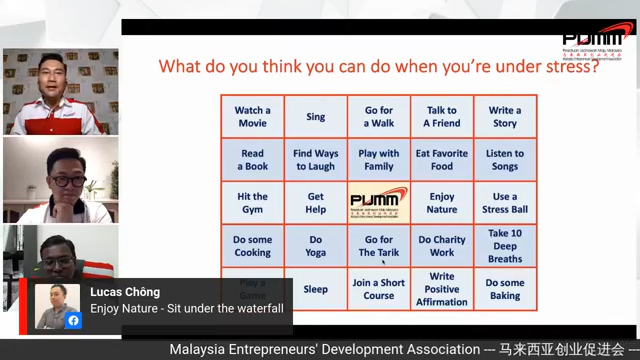 PUMM
What do you think you can do when you're under stress?
Watch a
Movie
Sing
Go for
a Walk
Talk to
A Friend
Write a
Story
Read
a Book
Find Ways
to Laugh
Play with
Family
Eat Favorite
Food
Listen to
Songs
Hit the
Gym
Get
Help
PUMM
Enjoy
Nature
Use a
Stress Ball
Do some
Cooking
Do
Yoga
Go for
The Tarik
Do Charity
Work
Take 10
Deep
Breaths
Play a
Game
Sleep
Join a Short
Course
Write
Positive
Affirmation
Do some
Baking
Lucas Chông
Enjoy Nature - Sit under the waterfall
Malaysia Entrepreneurs' Development Association --- 马来西亚创业促进会 ---